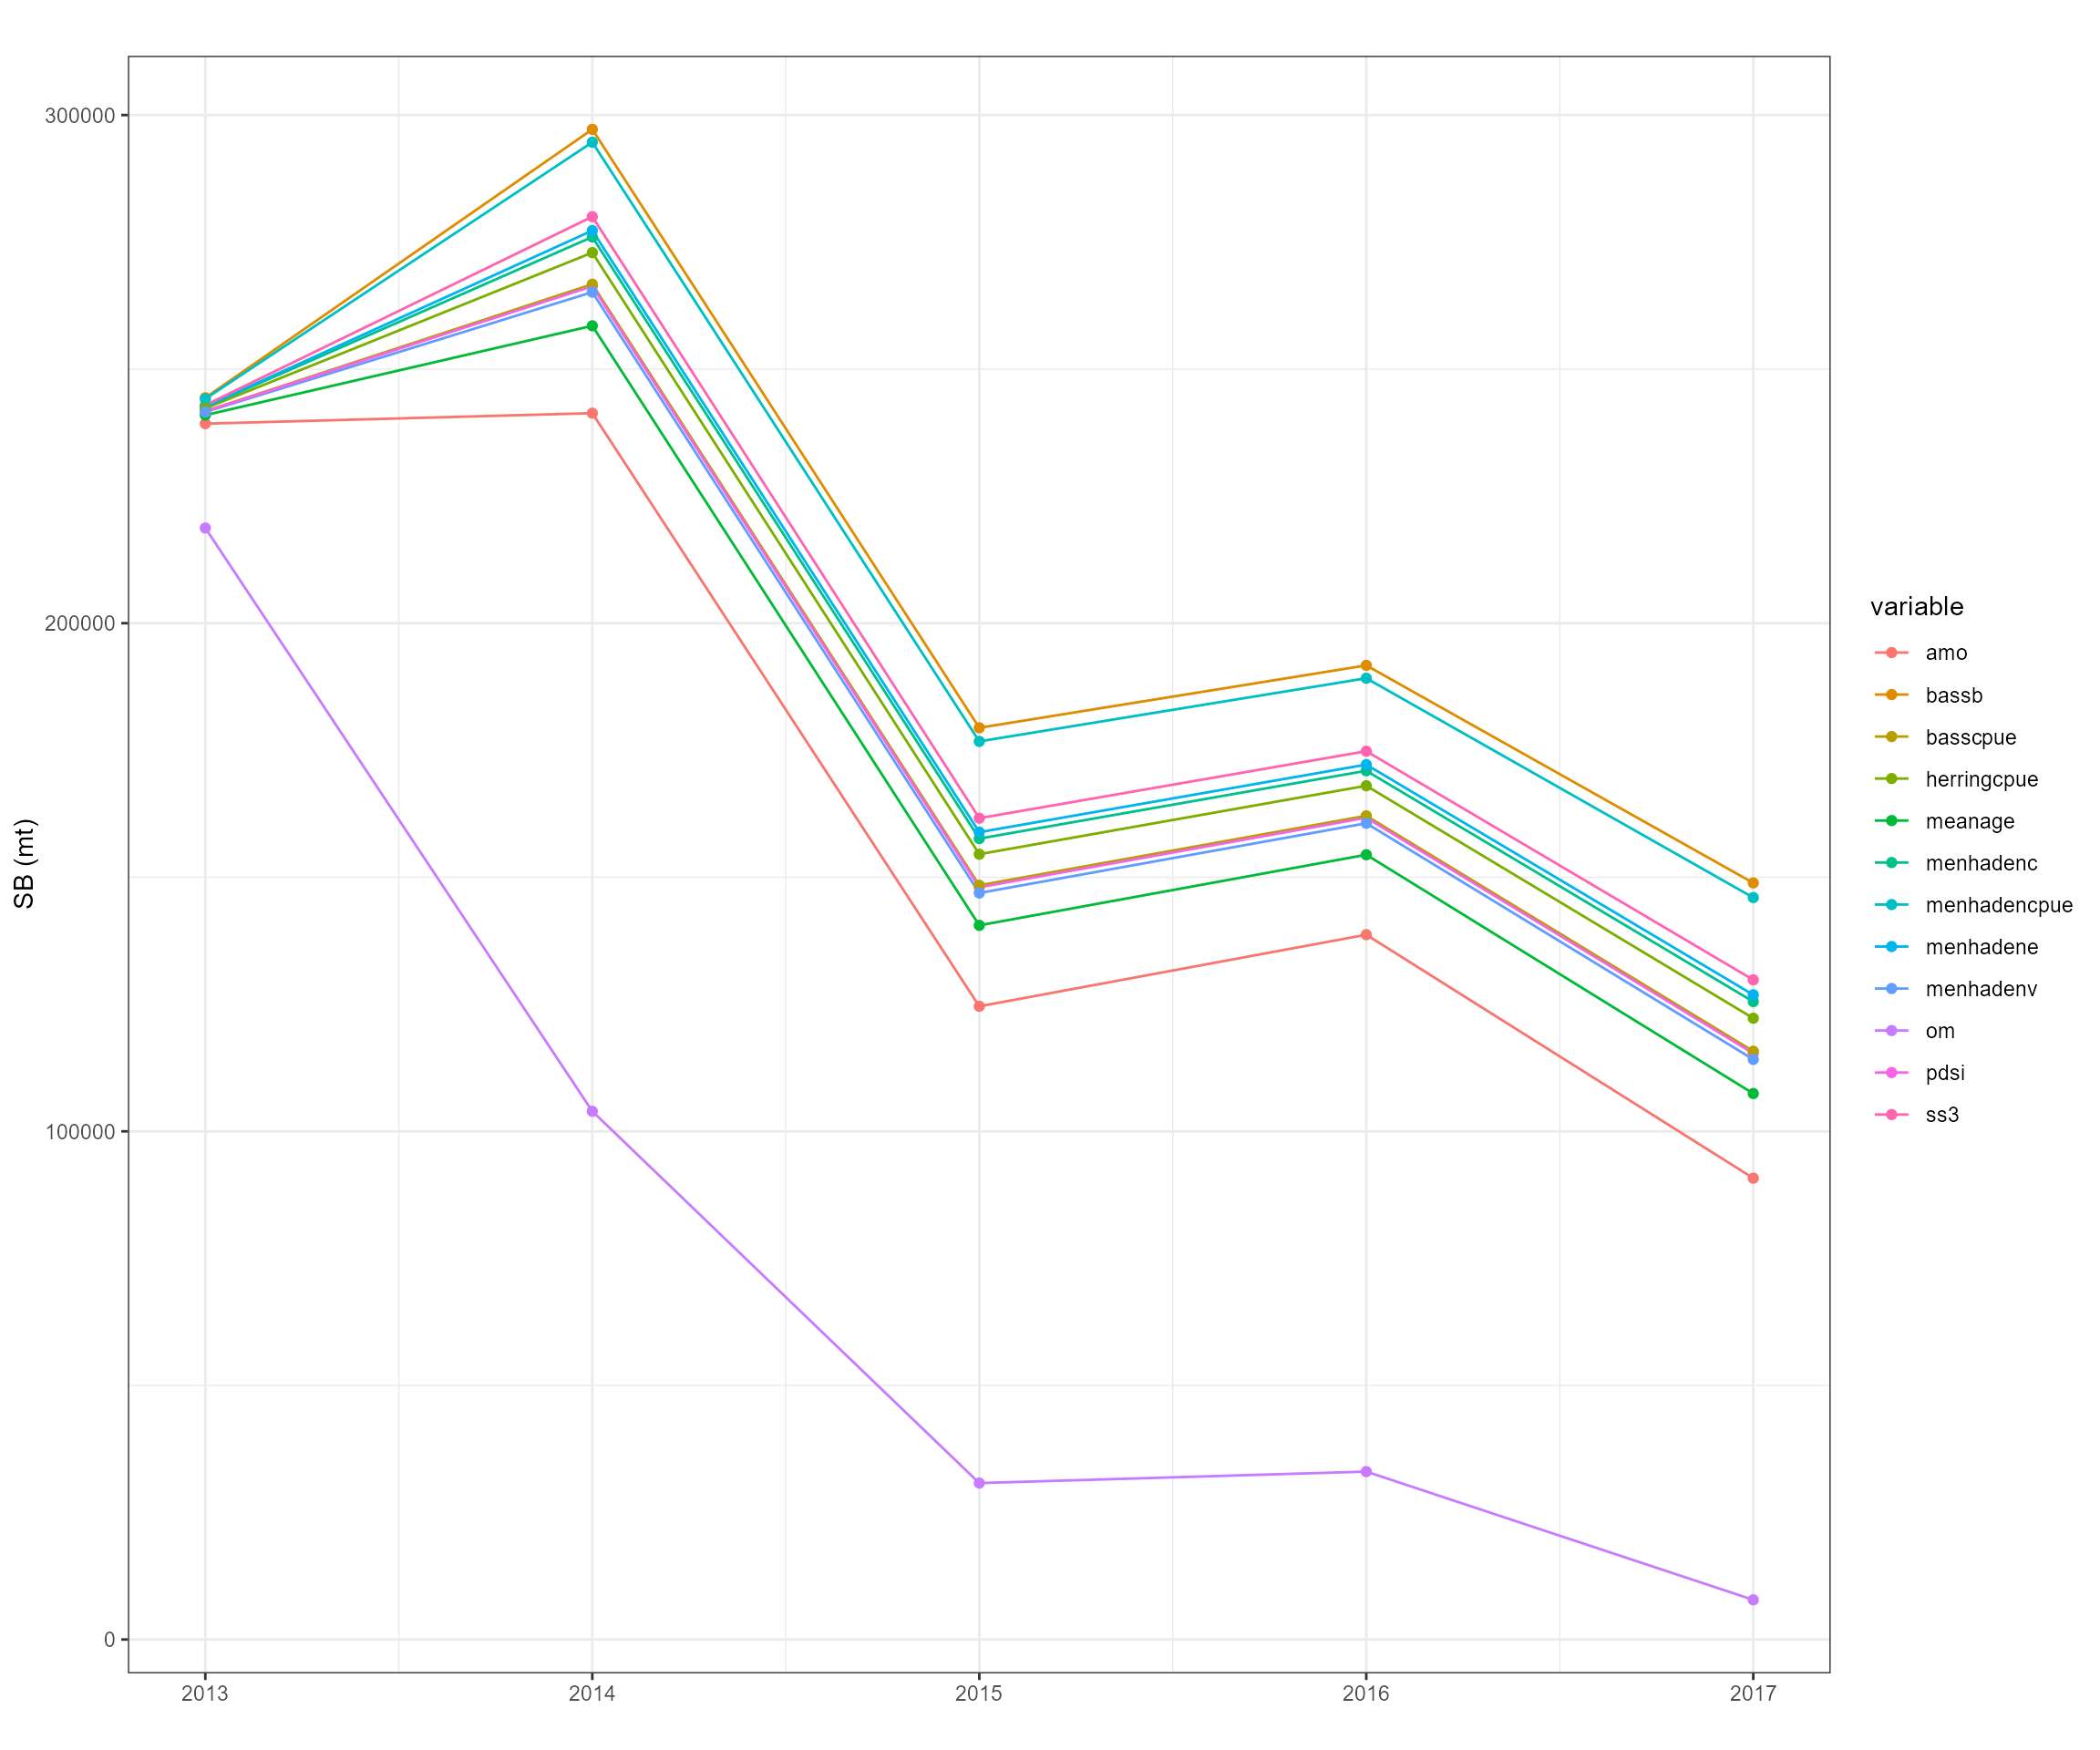 300000
200000
100000
0
SB (mt)
2013
2014
2015
2016
2017
variable
amo
bassb
basscpue
herringcpue
meanage
menhadenc
menhadencpue
menhadene
menhadenv
om
pdsi
ss3